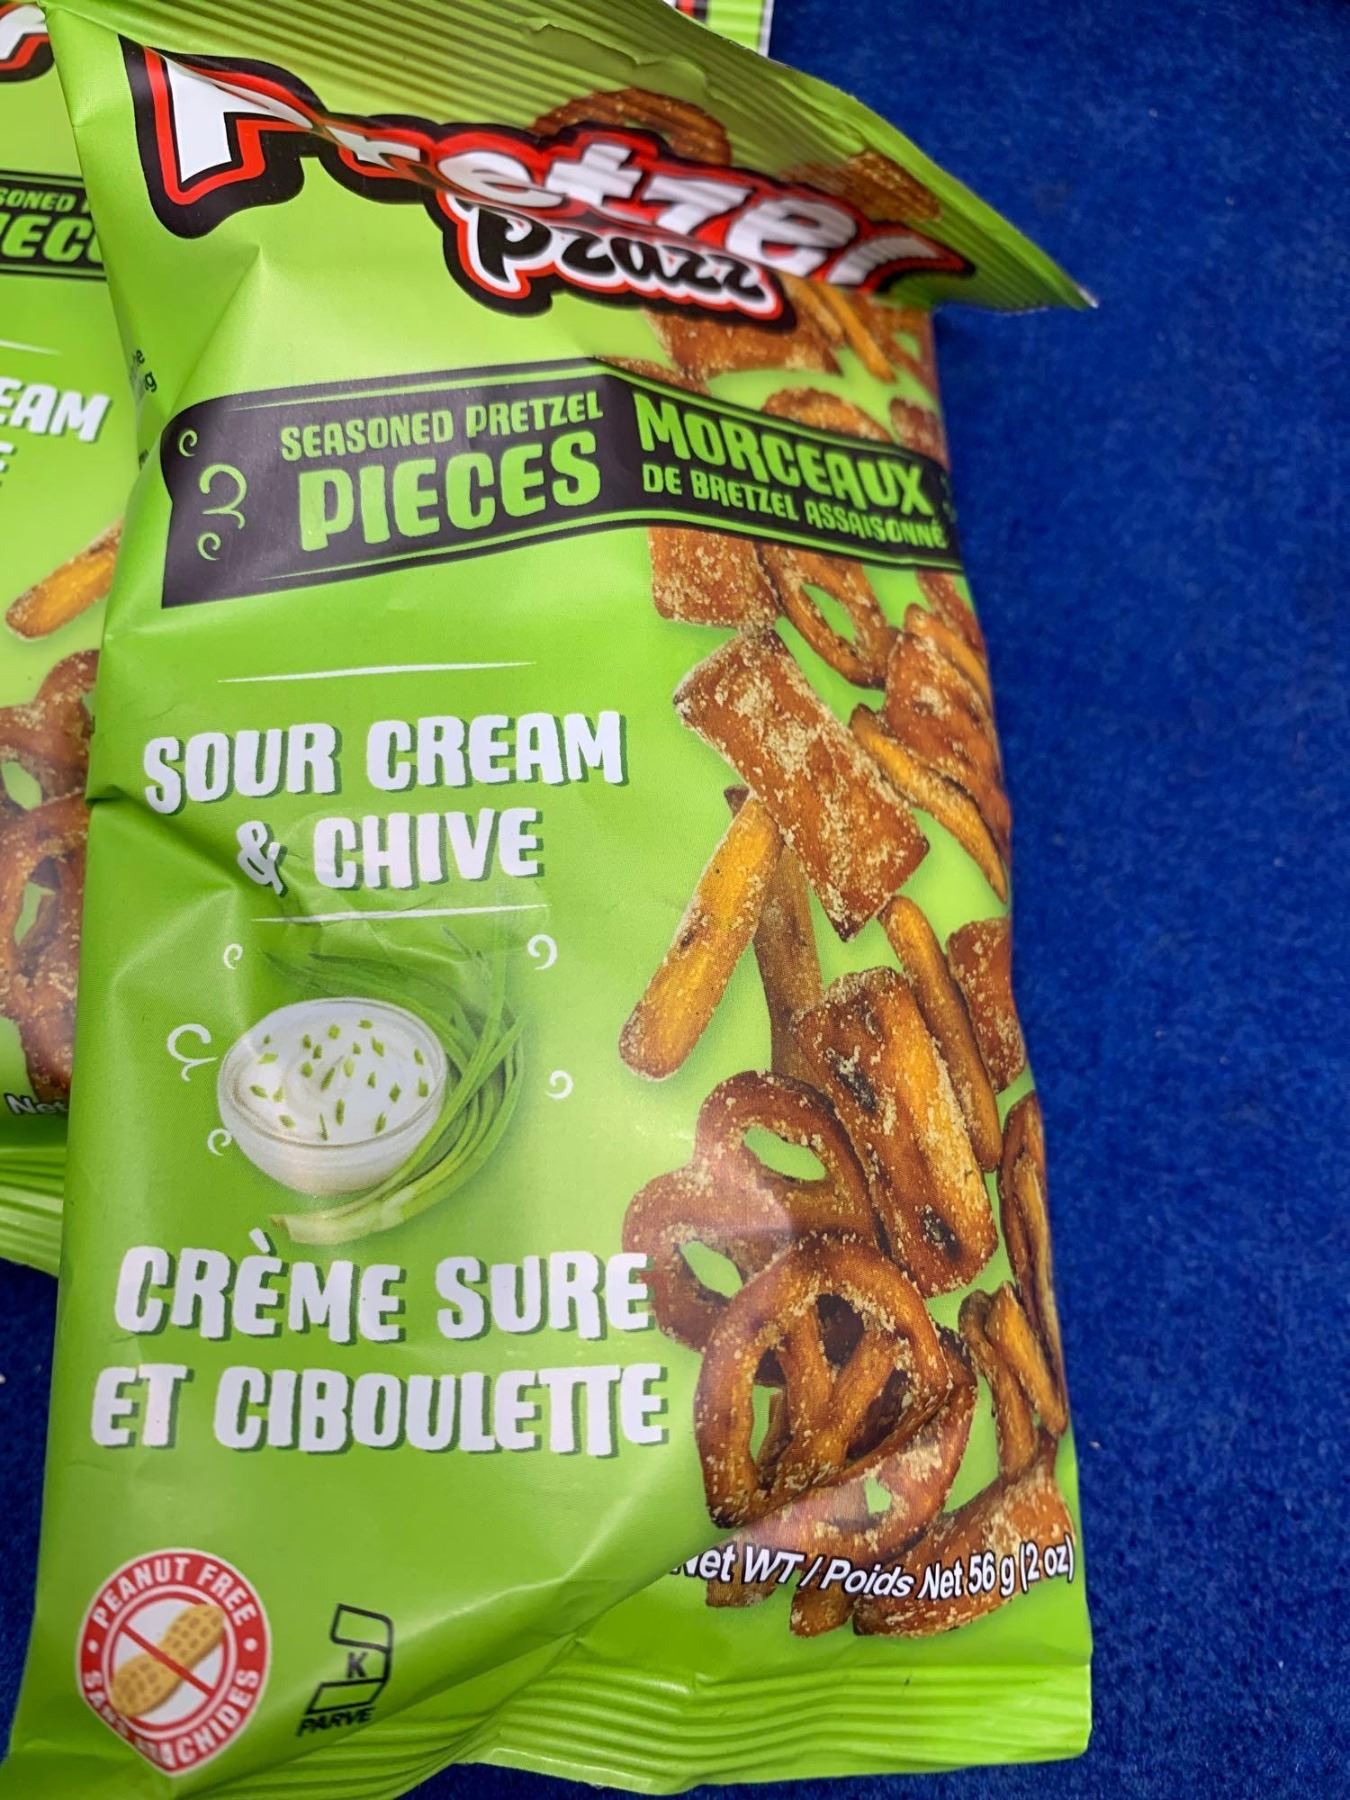 Pretzel
Pzazz
SEASONED PRETZEL
PIECES
MORCEAUX
DE BRETZEL ASSAISONNÉ
SOUR CREAM
& CHIVE
CRÈME SURE
ET CIBOULETTE
Net WT / Poids Net 56 g (2 oz)
PEANUT FREE
K
PARVE